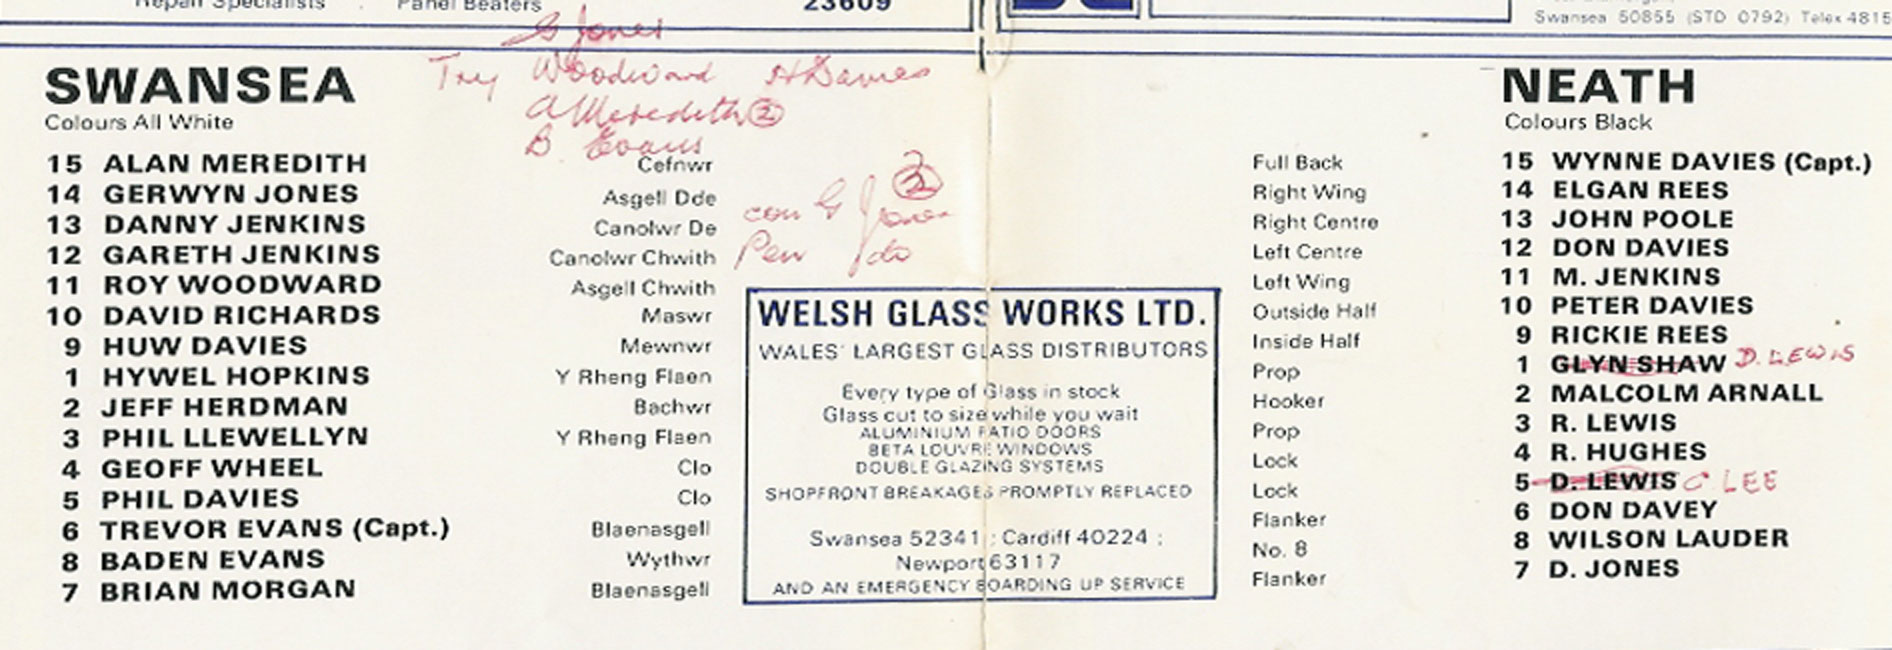 Repair Specialists Panel Beaters 23609
Swansea 50855 (STD 0792) Telex 4815
G Jones
Try Woodward H Davies
A Meredith ②
B. Evans
con G Jones ③
Pen do
SWANSEA
Colours All White
15 ALAN MEREDITH Cefnwr
14 GERWYN JONES Asgell Dde
13 DANNY JENKINS Canolwr De
12 GARETH JENKINS Canolwr Chwith
11 ROY WOODWARD Asgell Chwith
10 DAVID RICHARDS Maswr
9 HUW DAVIES Mewnwr
1 HYWEL HOPKINS Y Rheng Flaen
2 JEFF HERDMAN Bachwr
3 PHIL LLEWELLYN Y Rheng Flaen
4 GEOFF WHEEL Clo
5 PHIL DAVIES Clo
6 TREVOR EVANS (Capt.) Blaenasgell
8 BADEN EVANS Wythwr
7 BRIAN MORGAN Blaenasgell
WELSH GLASS WORKS LTD.
WALES' LARGEST GLASS DISTRIBUTORS
Every type of Glass in stock
Glass cut to size while you wait
ALUMINIUM PATIO DOORS
BETA LOUVRE WINDOWS
DOUBLE GLAZING SYSTEMS
SHOPFRONT BREAKAGES PROMPTLY REPLACED
Swansea 52341 : Cardiff 40224 :
Newport 63117
AND AN EMERGENCY BOARDING UP SERVICE
NEATH
Colours Black
Full Back 15 WYNNE DAVIES (Capt.)
Right Wing 14 ELGAN REES
Right Centre 13 JOHN POOLE
Left Centre 12 DON DAVIES
Left Wing 11 M. JENKINS
Outside Half 10 PETER DAVIES
Inside Half 9 RICKIE REES
Prop 1 GLYN SHAW D. LEWIS
Hooker 2 MALCOLM ARNALL
Prop 3 R. LEWIS
Lock 4 R. HUGHES
Lock 5 D. LEWIS C LEE
Flanker 6 DON DAVEY
No. 8 8 WILSON LAUDER
Flanker 7 D. JONES